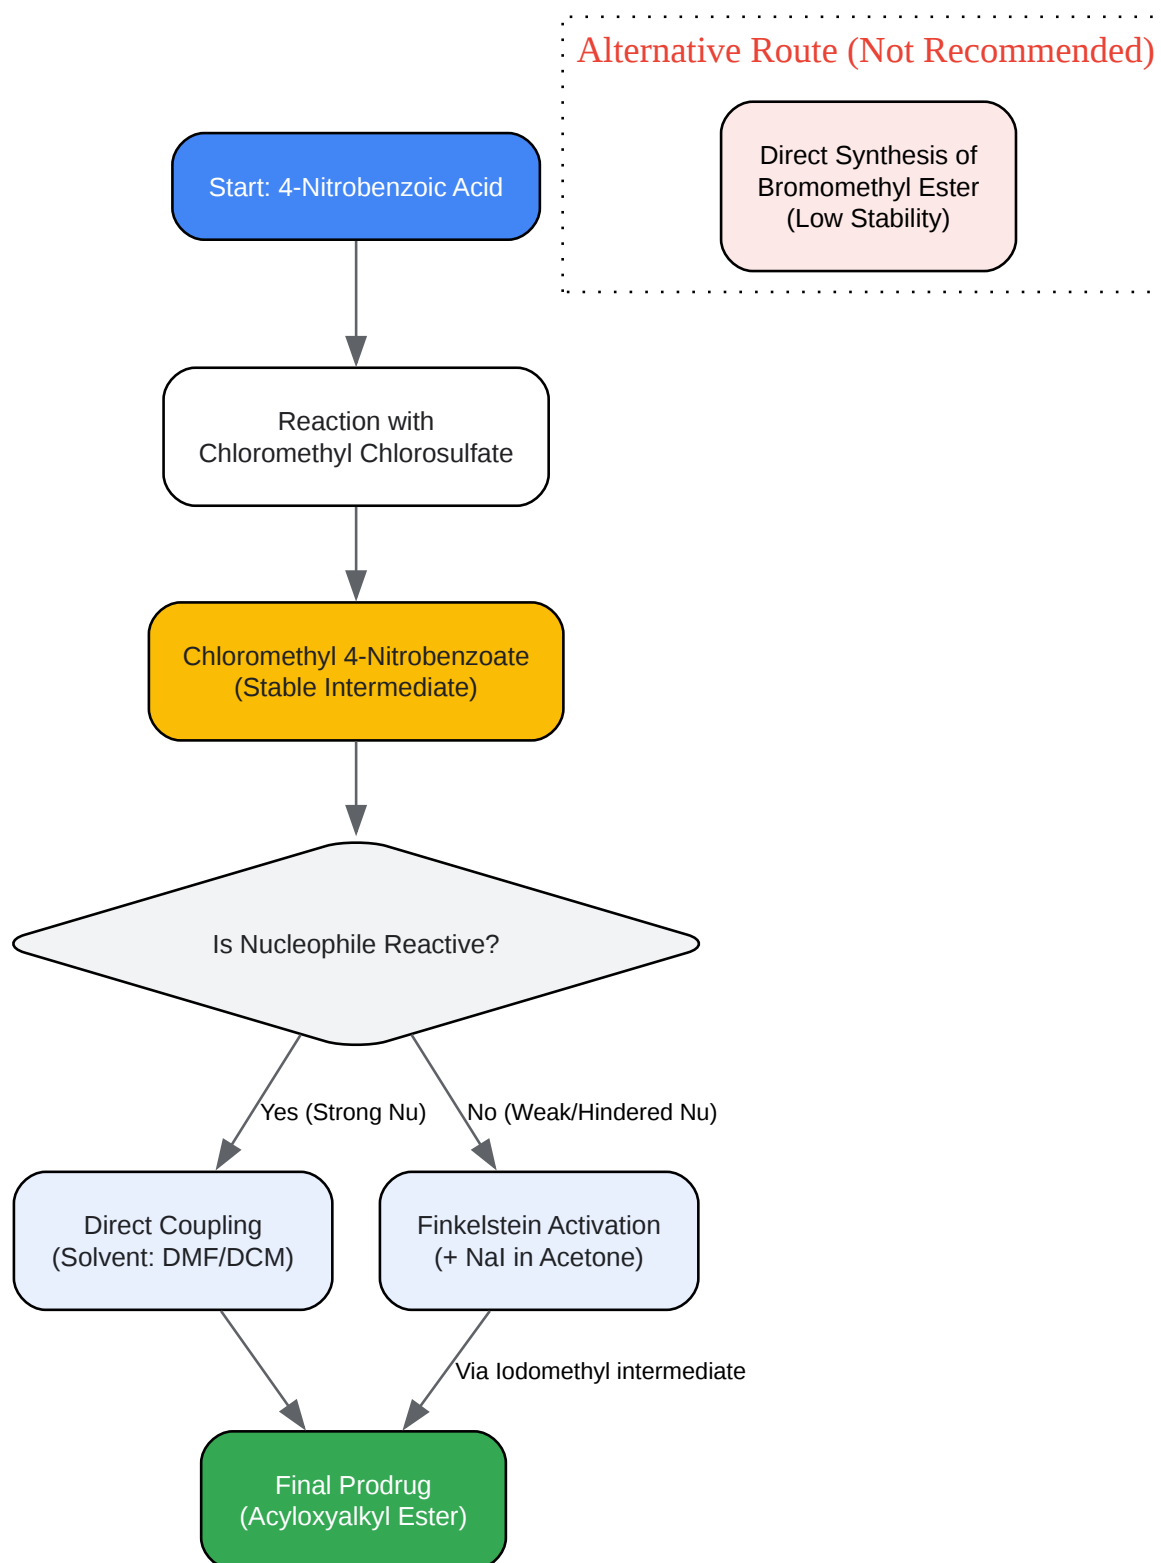 Alternative Route (Not Recommended)
Direct Synthesis of
Bromomethyl Ester
(Low Stability)
Start: 4-Nitrobenzoic Acid
Reaction with
Chloromethyl Chlorosulfate
Chloromethyl 4-Nitrobenzoate
(Stable Intermediate)
Is Nucleophile Reactive?
Yes (Strong Nu)
No (Weak/Hindered Nu)
Direct Coupling
(Solvent: DMF/DCM)
Finkelstein Activation
(+ NaI in Acetone)
Via Iodomethyl intermediate
Final Prodrug
(Acyloxyalkyl Ester)